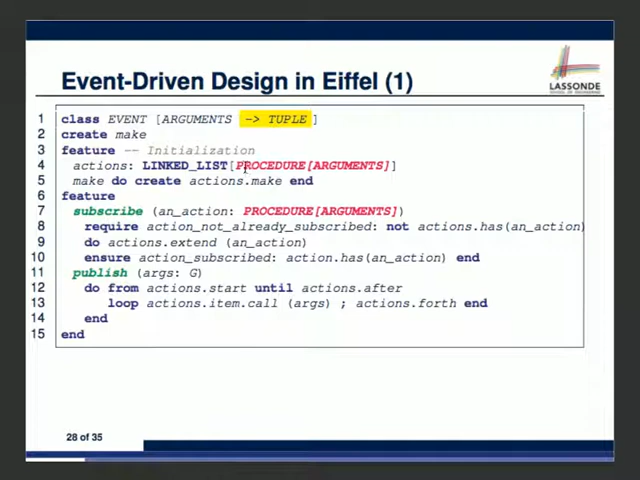 Event-Driven Design in Eiffel (1)
LASSONDE
1 class EVENT [ARGUMENTS -> TUPLE ]
2 create make
3 feature -- Initialization
4 actions: LINKED_LIST[PROCEDURE[ARGUMENTS]]
5 make do create actions.make end
6 feature
7 subscribe (an_action: PROCEDURE[ARGUMENTS])
8 require action_not_already_subscribed: not actions.has(an_action)
9 do actions.extend (an_action)
10 ensure action_subscribed: action.has(an_action) end
11 publish (args: G)
12 do from actions.start until actions.after
13 loop actions.item.call (args) ; actions.forth end
14 end
15 end
28 of 35